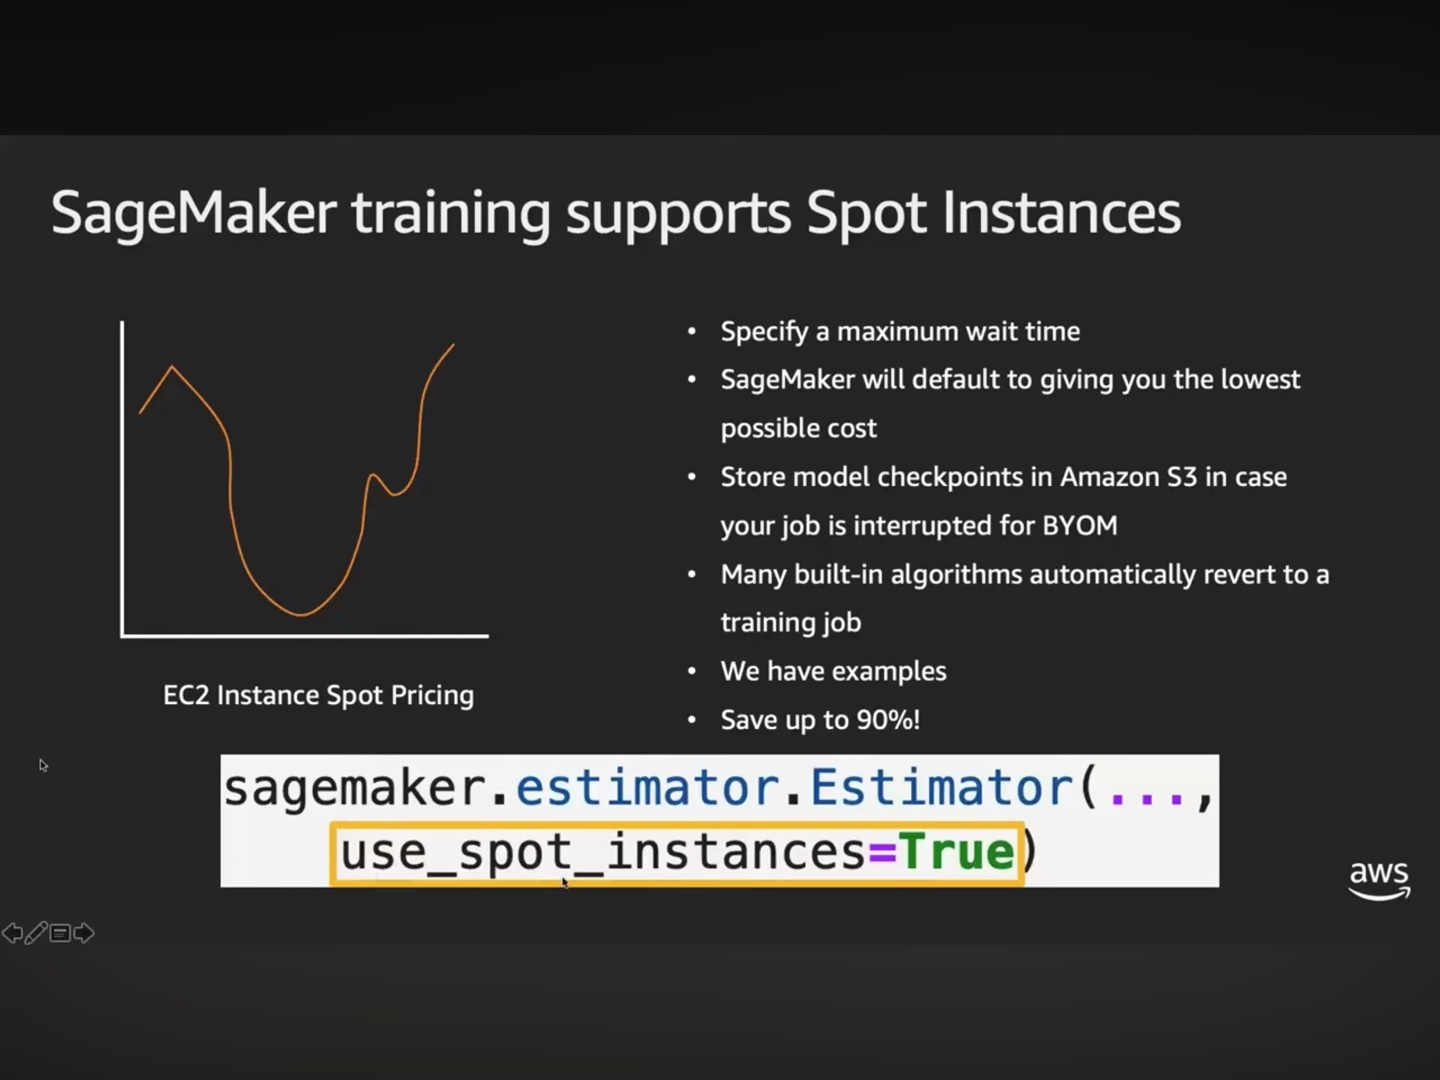 SageMaker training supports Spot Instances
EC2 Instance Spot Pricing
• Specify a maximum wait time
• SageMaker will default to giving you the lowest
possible cost
• Store model checkpoints in Amazon S3 in case
your job is interrupted for BYOM
• Many built-in algorithms automatically revert to a
training job
• We have examples
• Save up to 90%!
sagemaker.estimator.Estimator(...,
use_spot_instances=True)
aws